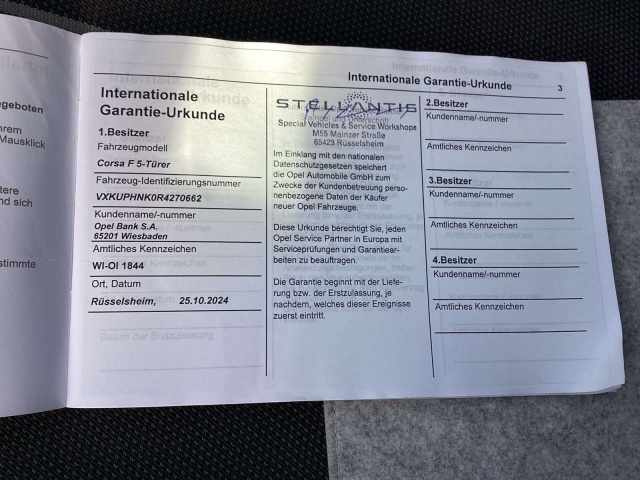 Internationale Garantie-Urkunde 3
Internationale
Garantie-Urkunde
1.Besitzer
Fahrzeugmodell
Corsa F 5-Türer
Fahrzeug-Identifizierungsnummer
VXKUPHNK0R4270662
Kundenname/-nummer
Opel Bank S.A.
65201 Wiesbaden
Amtliches Kennzeichen
WI-OI 1844
Ort, Datum
Rüsselsheim, 25.10.2024
STELLANTIS
Special Vehicles & Service Workshops
M55 Mainzer Straße
65423 Rüsselsheim
Im Einklang mit den nationalen
Datenschutzgesetzen speichert
die Opel Automobile GmbH zum
Zwecke der Kundenbetreuung perso-
nenbezogene Daten der Käufer
neuer Opel Fahrzeuge.
Diese Urkunde berechtigt Sie, jeden
Opel Service Partner in Europa mit
Serviceprüfungen und Garantiear-
beiten zu beauftragen.
Die Garantie beginnt mit der Liefe-
rung bzw. der Erstzulassung, je
nachdem, welches dieser Ereignisse
zuerst eintritt.
2.Besitzer
Kundenname/-nummer
Amtliches Kennzeichen
3.Besitzer
Kundenname/-nummer
Amtliches Kennzeichen
4.Besitzer
Kundenname/-nummer
Amtliches Kennzeichen
geboten
hrem
Mausklick
tere
nd sich
stimmte